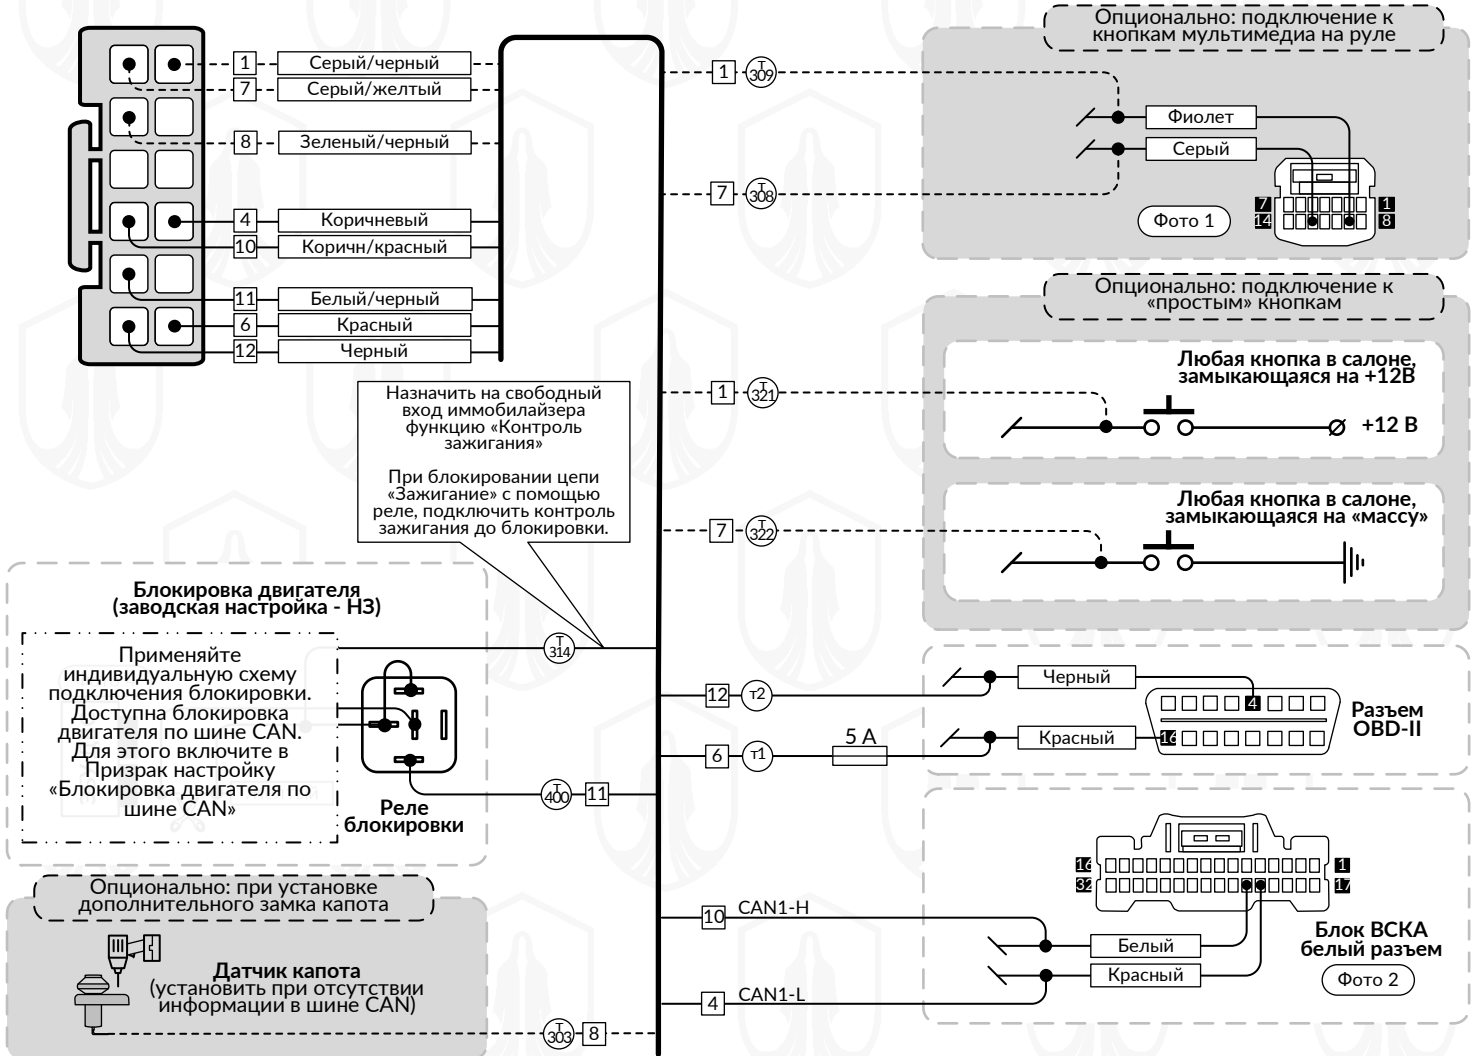 1 Серый/черный
7 Серый/желтый
8 Зеленый/черный
4 Коричневый
10 Коричн/красный
11 Белый/черный
6 Красный
12 Черный
Назначить на свободный
вход иммобилайзера
функцию «Контроль
зажигания»
При блокировании цепи
«Зажигание» с помощью
реле, подключить контроль
зажигания до блокировки.
Блокировка двигателя
(заводская настройка - НЗ)
Применяйте
индивидуальную схему
подключения блокировки.
Доступна блокировка
двигателя по шине CAN.
Для этого включите в
Призрак настройку
«Блокировка двигателя по
шине CAN»
Реле
блокировки
T
314
T
400
11
Опционально: при установке
дополнительного замка капота
Датчик капота
(установить при отсутствии
информации в шине CAN)
T
303
8
Опционально: подключение к
кнопкам мультимедиа на руле
1
T
309
Фиолет
Серый
7
T
308
Фото 1
7
14
1
8
Опционально: подключение к
«простым» кнопкам
Любая кнопка в салоне,
замыкающаяся на +12В
1
T
321
+12 В
Любая кнопка в салоне,
замыкающаяся на «массу»
7
T
322
12
т2
Черный
4
6
т1
5 А
Красный
16
Разъем
OBD-II
16
32
1
17
10
CAN1-H
Белый
Красный
4
CAN1-L
Блок BCKA
белый разъем
Фото 2